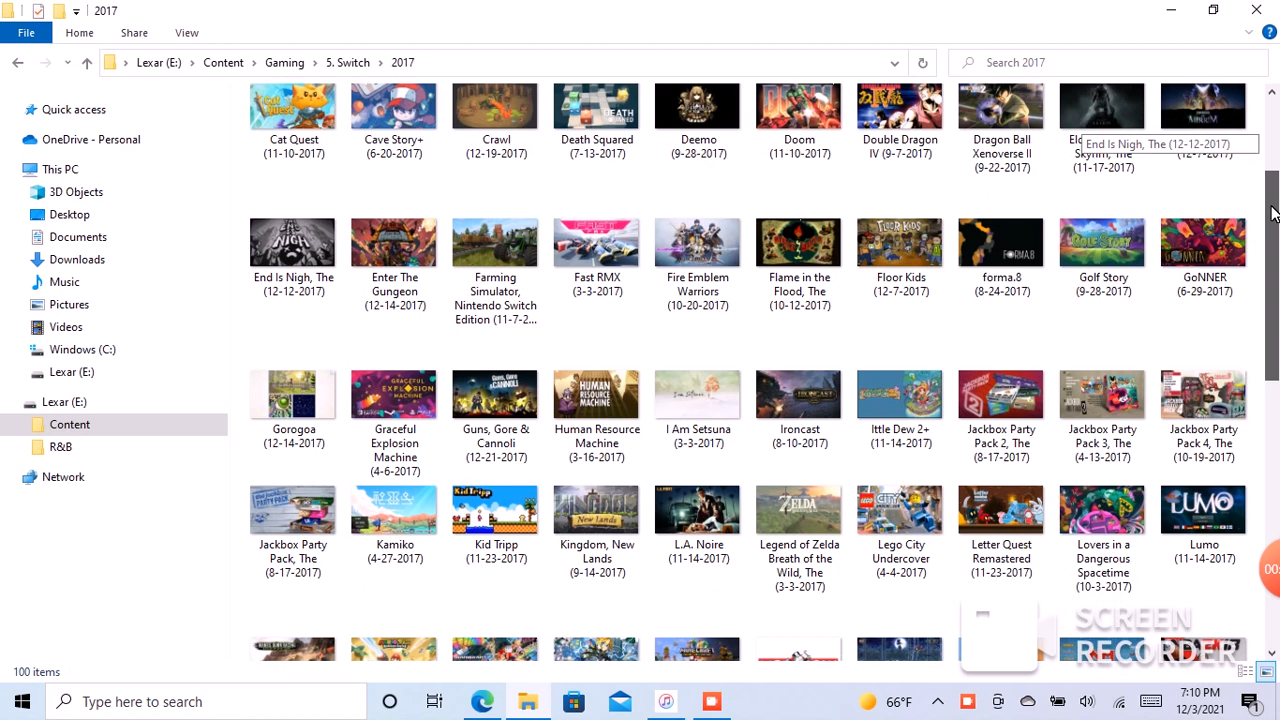 2017
File
Home
Share
View
Lexar (E:)
Content
Gaming
5. Switch
2017
Search 2017
Quick access
OneDrive - Personal
This PC
3D Objects
Desktop
Documents
Downloads
Music
Pictures
Videos
Windows (C:)
Lexar (E:)
Lexar (E:)
Content
R&B
Network
Cat Quest
(11-10-2017)
Cave Story+
(6-20-2017)
Crawl
(12-19-2017)
Death Squared
(7-13-2017)
Deemo
(9-28-2017)
Doom
(11-10-2017)
Double Dragon
IV (9-7-2017)
Dragon Ball
Xenoverse II
(9-22-2017)
(11-17-2017)
End Is Nigh, The (12-12-2017)
End Is Nigh, The
(12-12-2017)
Enter The
Gungeon
(12-14-2017)
Farming
Simulator,
Nintendo Switch
Edition (11-7-2...
Fast RMX
(3-3-2017)
Fire Emblem
Warriors
(10-20-2017)
Flame in the
Flood, The
(10-12-2017)
Floor Kids
(12-7-2017)
forma.8
(8-24-2017)
Golf Story
(9-28-2017)
GoNNER
(6-29-2017)
Gorogoa
(12-14-2017)
Graceful
Explosion
Machine
(4-6-2017)
Guns, Gore &
Cannoli
(12-21-2017)
Human Resource
Machine
(3-16-2017)
I Am Setsuna
(3-3-2017)
Ironcast
(8-10-2017)
Ittle Dew 2+
(11-14-2017)
Jackbox Party
Pack 2, The
(8-17-2017)
Jackbox Party
Pack 3, The
(4-13-2017)
Jackbox Party
Pack 4, The
(10-19-2017)
Jackbox Party
Pack, The
(8-17-2017)
Kamiko
(4-27-2017)
Kid Tripp
(11-23-2017)
Kingdom, New
Lands
(9-14-2017)
L.A. Noire
(11-14-2017)
Legend of Zelda
Breath of the
Wild, The
(3-3-2017)
Lego City
Undercover
(4-4-2017)
Letter Quest
Remastered
(11-23-2017)
Lovers in a
Dangerous
Spacetime
(10-3-2017)
Lumo
(11-14-2017)
00:
SCREEN
RECORDER
100 items
Type here to search
66°F
7:10 PM
12/3/2021
1